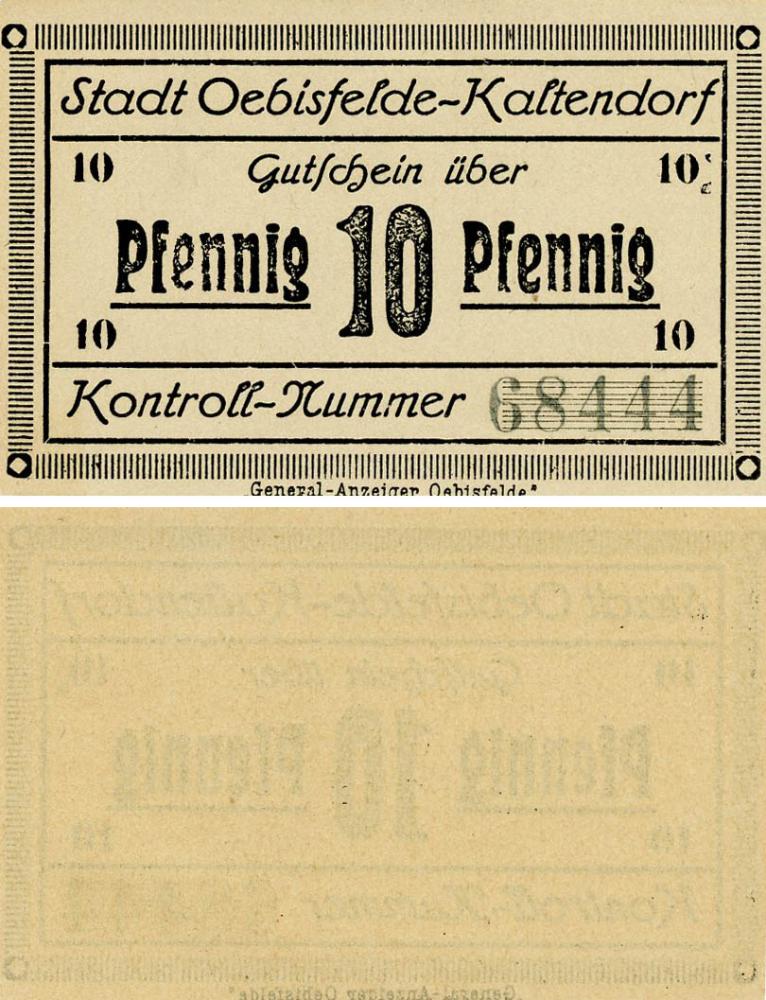 Stadt Oebisfelde-Kaltendorf
10 Gutschein über 10
Pfennig 10 Pfennig
10 10
Kontroll-Nummer 68444
„General-Anzeiger Oebisfelde"